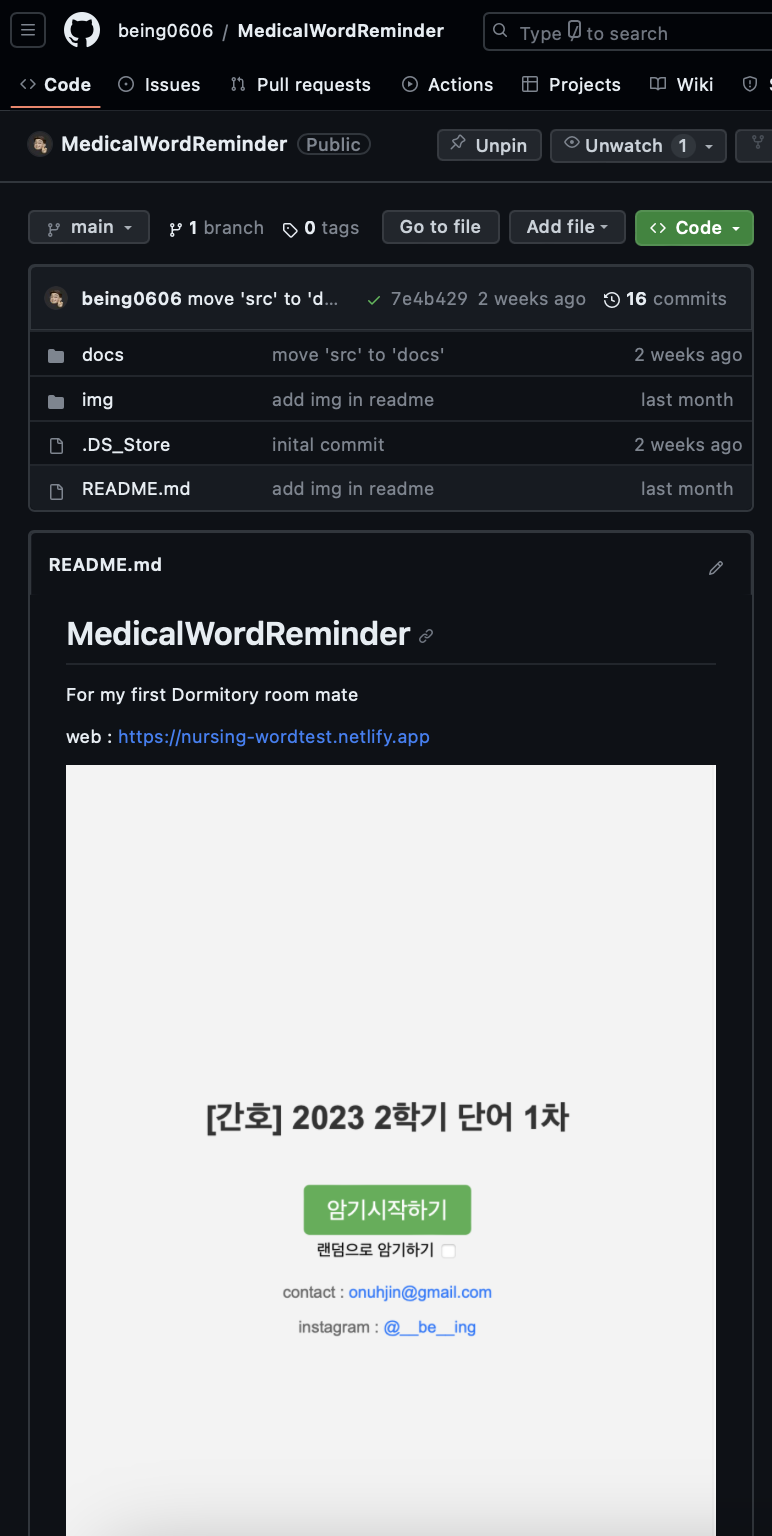 being0606 / MedicalWordReminder
Type / to search
Code Issues Pull requests Actions Projects Wiki
MedicalWordReminder Public Unpin Unwatch 1
main 1 branch 0 tags Go to file Add file Code
being0606 move 'src' to 'd... 7e4b429 2 weeks ago 16 commits
docs move 'src' to 'docs' 2 weeks ago
img add img in readme last month
.DS_Store inital commit 2 weeks ago
README.md add img in readme last month
README.md
MedicalWordReminder
For my first Dormitory room mate
web : https://nursing-wordtest.netlify.app
[간호] 2023 2학기 단어 1차
암기시작하기
랜덤으로 암기하기
contact : onuhjin@gmail.com
instagram : @__be__ing